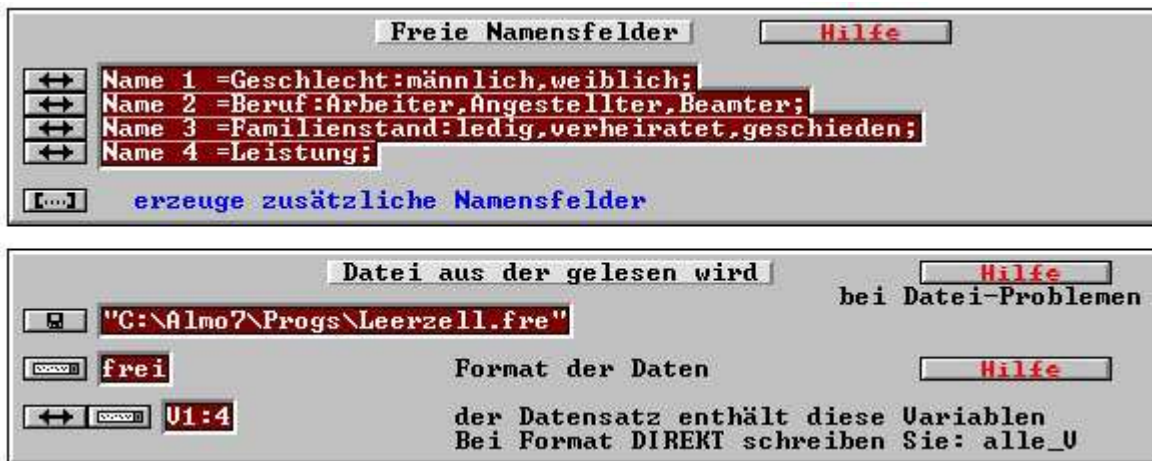 Freie Namensfelder Hilfe
Name 1 =Geschlecht:männlich,weiblich;
Name 2 =Beruf:Arbeiter,Angestellter,Beamter;
Name 3 =Familienstand:ledig,verheiratet,geschieden;
Name 4 =Leistung;
[....] erzeuge zusätzliche Namensfelder
Datei aus der gelesen wird Hilfe
bei Datei-Problemen
"C:\Almo7\Progs\Leerzell.fre"
frei Format der Daten Hilfe
V1:4 der Datensatz enthält diese Variablen
Bei Format DIREKT schreiben Sie: alle_V